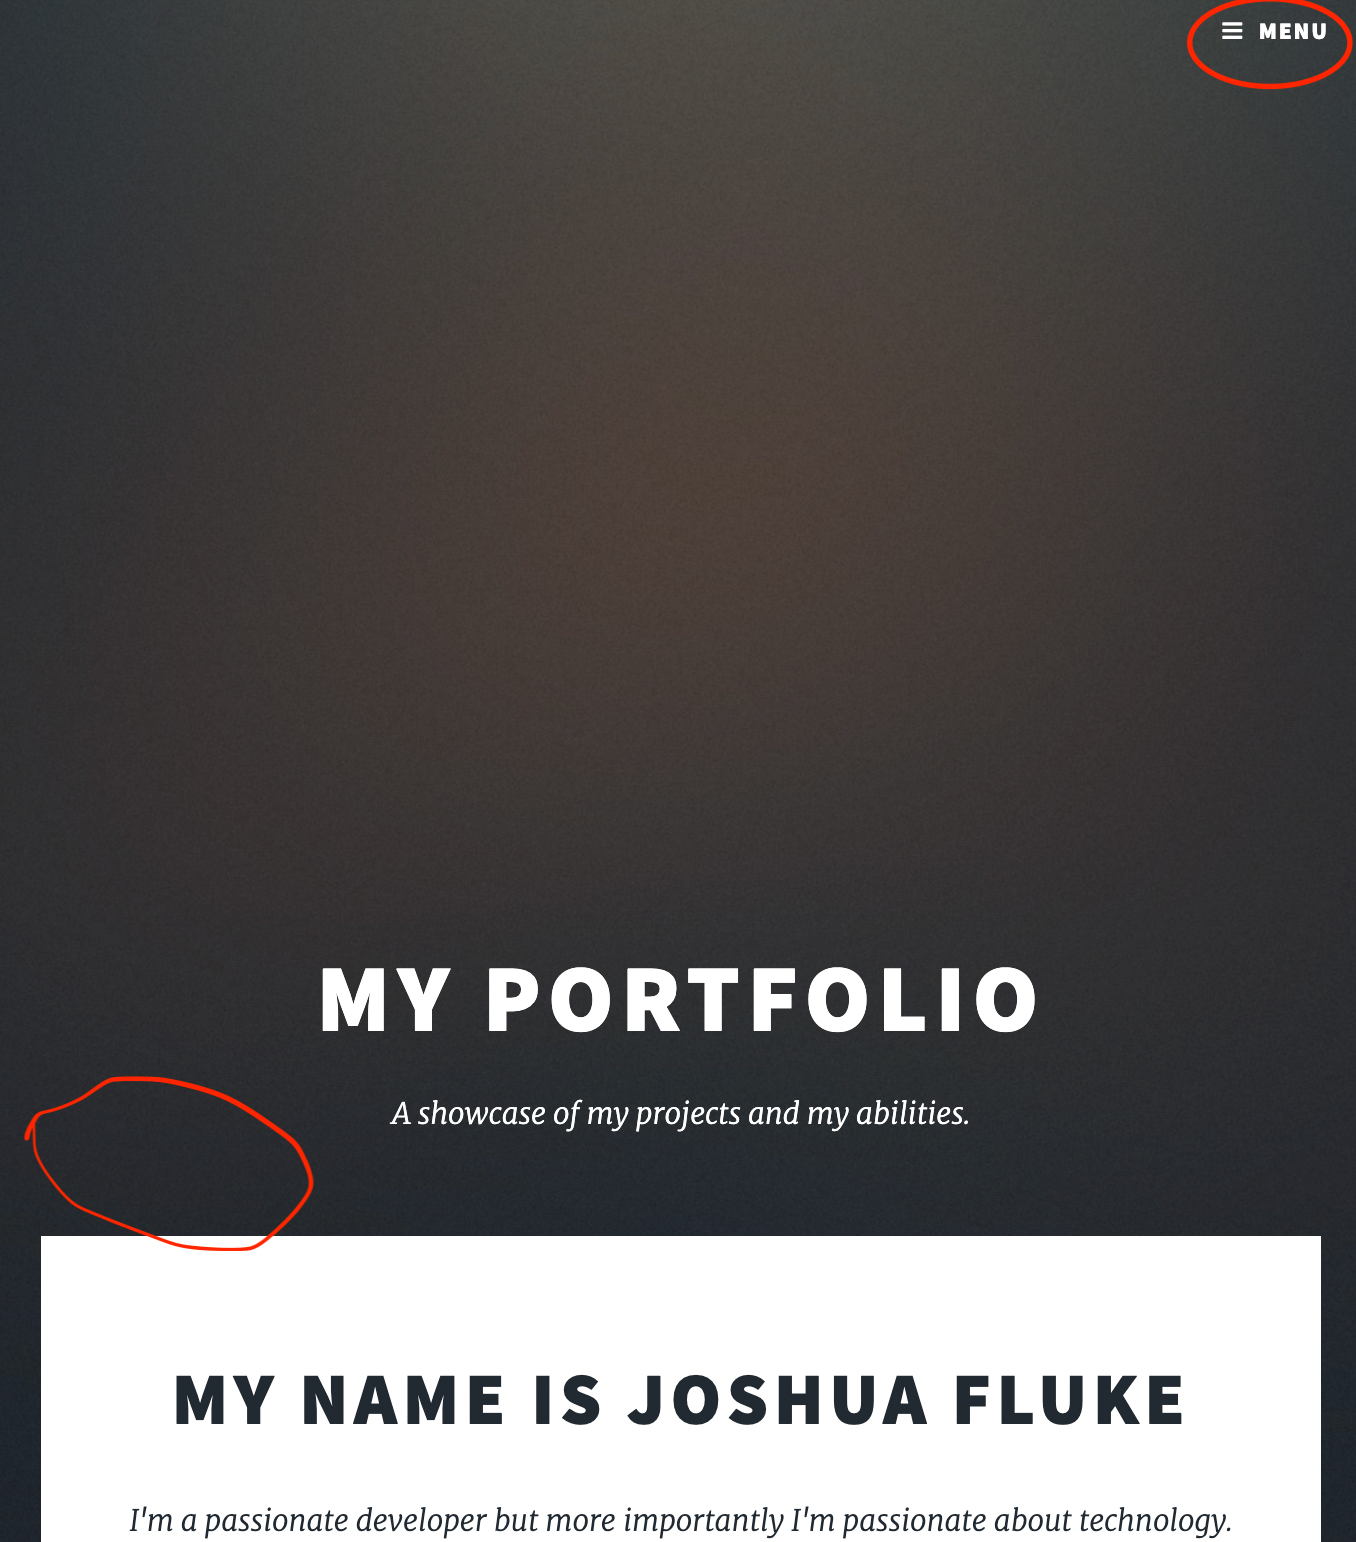 MENU
MY PORTFOLIO
A showcase of my projects and my abilities.
MY NAME IS JOSHUA FLUKE
I'm a passionate developer but more importantly I'm passionate about technology.